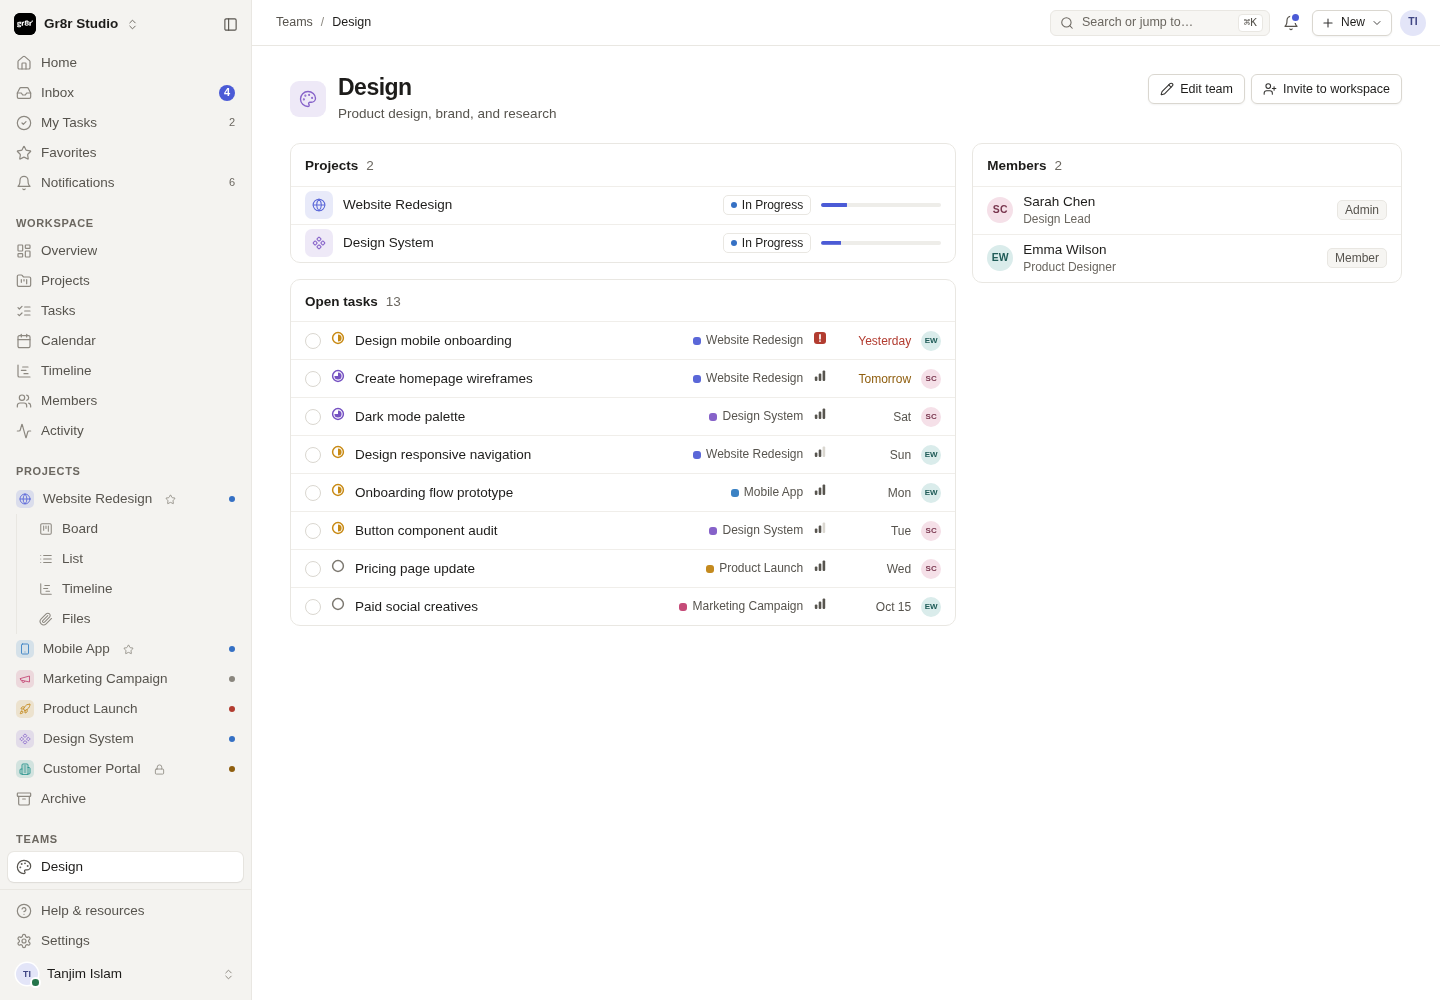 gr8r Gr8r Studio
Teams / Design
Search or jump to… ⌘K
New
TI
Home
Inbox 4
My Tasks 2
Favorites
Notifications 6
WORKSPACE
Overview
Projects
Tasks
Calendar
Timeline
Members
Activity
PROJECTS
Website Redesign
Board
List
Timeline
Files
Mobile App
Marketing Campaign
Product Launch
Design System
Customer Portal
Archive
TEAMS
Design
Help & resources
Settings
TI Tanjim Islam
Design
Product design, brand, and research
Edit team
Invite to workspace
Projects 2
Website Redesign In Progress
Design System In Progress
Open tasks 13
Design mobile onboarding Website Redesign Yesterday EW
Create homepage wireframes Website Redesign Tomorrow SC
Dark mode palette Design System Sat SC
Design responsive navigation Website Redesign Sun EW
Onboarding flow prototype Mobile App Mon EW
Button component audit Design System Tue SC
Pricing page update Product Launch Wed SC
Paid social creatives Marketing Campaign Oct 15 EW
Members 2
SC Sarah Chen Admin
Design Lead
EW Emma Wilson Member
Product Designer